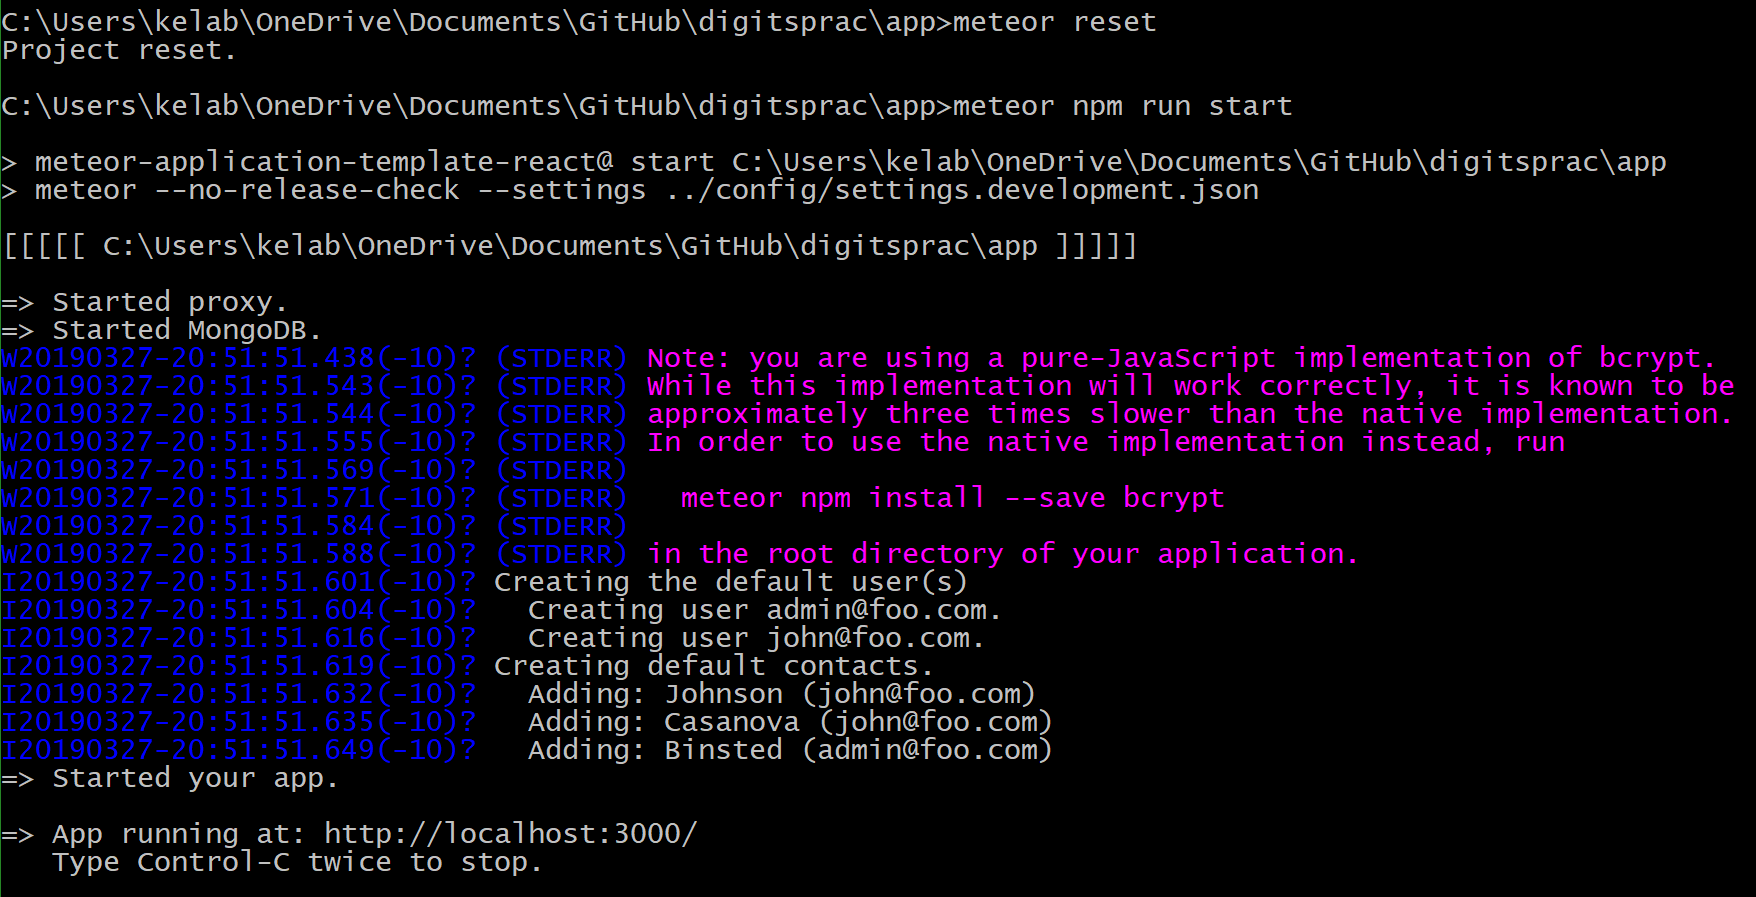 C:\Users\kelab\OneDrive\Documents\GitHub\digitsprac\app>meteor reset
Project reset.
C:\Users\kelab\OneDrive\Documents\GitHub\digitsprac\app>meteor npm run start
> meteor-application-template-react@ start C:\Users\kelab\OneDrive\Documents\GitHub\digitsprac\app
> meteor --no-release-check --settings ../config/settings.development.json
[[[[[ C:\Users\kelab\OneDrive\Documents\GitHub\digitsprac\app ]]]]]
=> Started proxy.
=> Started MongoDB.
W20190327-20:51:51.438(-10)? (STDERR) Note: you are using a pure-JavaScript implementation of bcrypt.
W20190327-20:51:51.543(-10)? (STDERR) While this implementation will work correctly, it is known to be
W20190327-20:51:51.544(-10)? (STDERR) approximately three times slower than the native implementation.
W20190327-20:51:51.555(-10)? (STDERR) In order to use the native implementation instead, run
W20190327-20:51:51.569(-10)? (STDERR)
W20190327-20:51:51.571(-10)? (STDERR)   meteor npm install --save bcrypt
W20190327-20:51:51.584(-10)? (STDERR)
W20190327-20:51:51.588(-10)? (STDERR) in the root directory of your application.
I20190327-20:51:51.601(-10)? Creating the default user(s)
I20190327-20:51:51.604(-10)?   Creating user admin@foo.com.
I20190327-20:51:51.616(-10)?   Creating user john@foo.com.
I20190327-20:51:51.619(-10)? Creating default contacts.
I20190327-20:51:51.632(-10)?   Adding: Johnson (john@foo.com)
I20190327-20:51:51.635(-10)?   Adding: Casanova (john@foo.com)
I20190327-20:51:51.649(-10)?   Adding: Binsted (admin@foo.com)
=> Started your app.
=> App running at: http://localhost:3000/
   Type Control-C twice to stop.